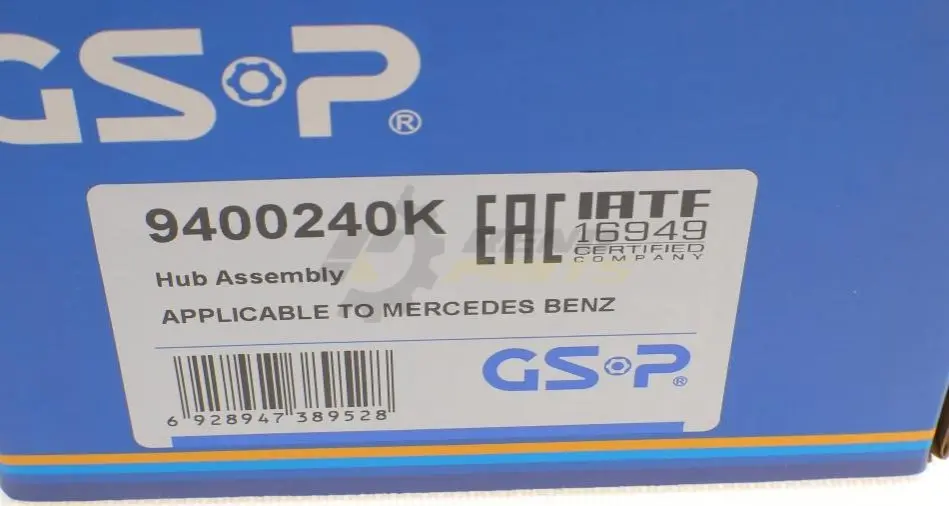 GS•P®
9400240K
EAC
IATF
16949
CERTIFIED
COMPANY
Hub Assembly
APPLICABLE TO MERCEDES BENZ
6 928947 389528
GS•P®